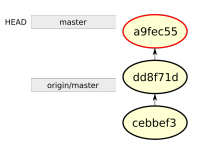 HEAD master a9fec55
origin/master dd8f71d
cebbef3